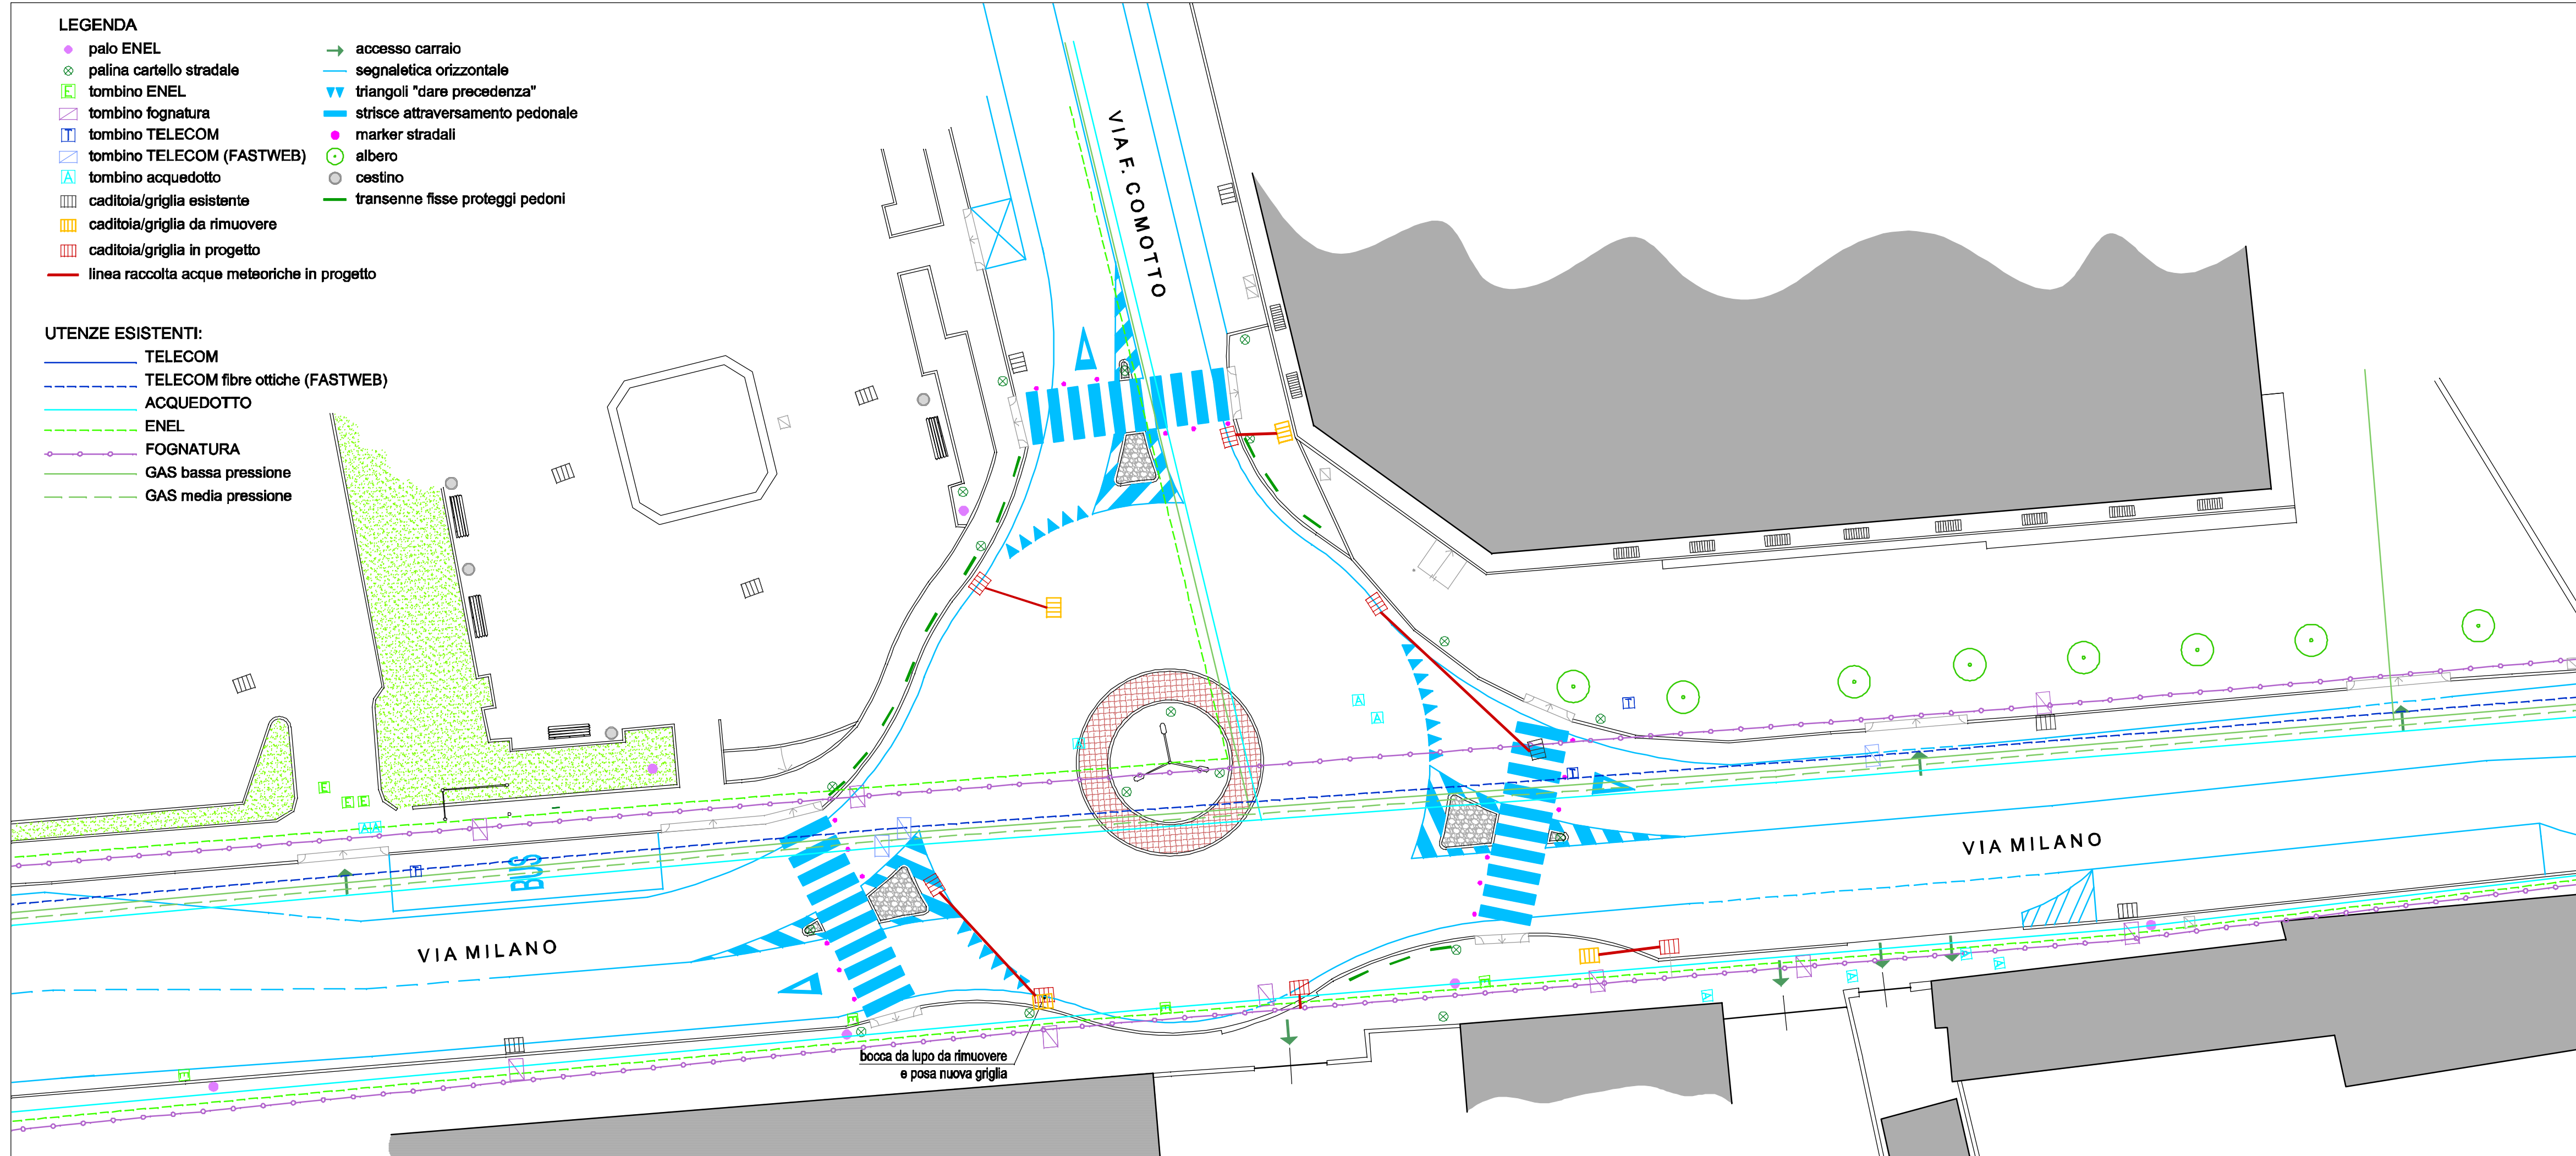 LEGENDA
palo ENEL
palina cartello stradale
E tombino ENEL
tombino fognatura
T tombino TELECOM
tombino TELECOM (FASTWEB)
A tombino acquedotto
caditoia/griglia esistente
caditoia/griglia da rimuovere
caditoia/griglia in progetto
linea raccolta acque meteoriche in progetto
accesso carraio
segnaletica orizzontale
triangoli "dare precedenza"
strisce attraversamento pedonale
marker stradali
albero
cestino
transenne fisse proteggi pedoni
UTENZE ESISTENTI:
TELECOM
TELECOM fibre ottiche (FASTWEB)
ACQUEDOTTO
ENEL
FOGNATURA
GAS bassa pressione
GAS media pressione
VIA F. COMOTTO
A
A
A
T
T
E
E E
A A
T
BUS
VIA MILANO
VIA MILANO
E
E
E
E
A
A
A
A
bocca da lupo da rimuovere
e posa nuova griglia